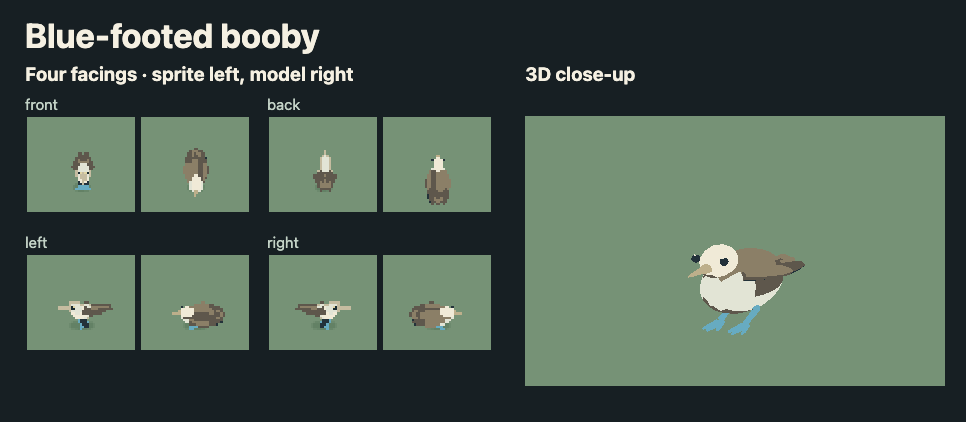 Blue-footed booby
Four facings · sprite left, model right
3D close-up
front
back
left
right